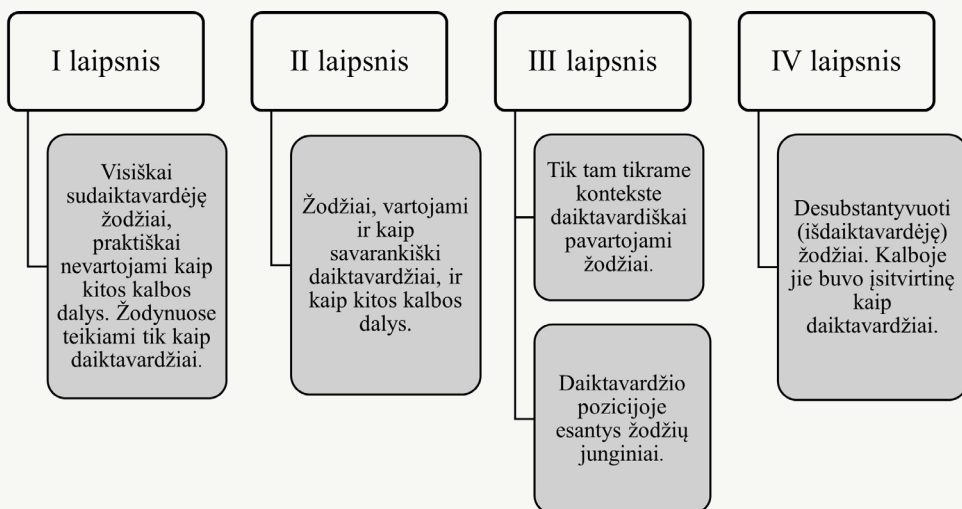 I laipsnis
Visiškai
sudaiktavardėję
žodžiai,
praktiškai
nevartojami kaip
kitos kalbos
dalys. Žodynuose
teikiami tik kaip
daiktavardžiai.
II laipsnis
Žodžiai, vartojami
ir kaip
savarankiški
daiktavardžiai, ir
kaip kitos kalbos
dalys.
III laipsnis
Tik tam tikrame
kontekste
daiktavardiškai
pavartojami
žodžiai.
Daiktavardžio
pozicijoje
esantys žodžių
junginiai.
IV laipsnis
Desubstantyvuoti
(išdaiktavardėję)
žodžiai. Kalboje
jie buvo įsitvirtinę
kaip
daiktavardžiai.